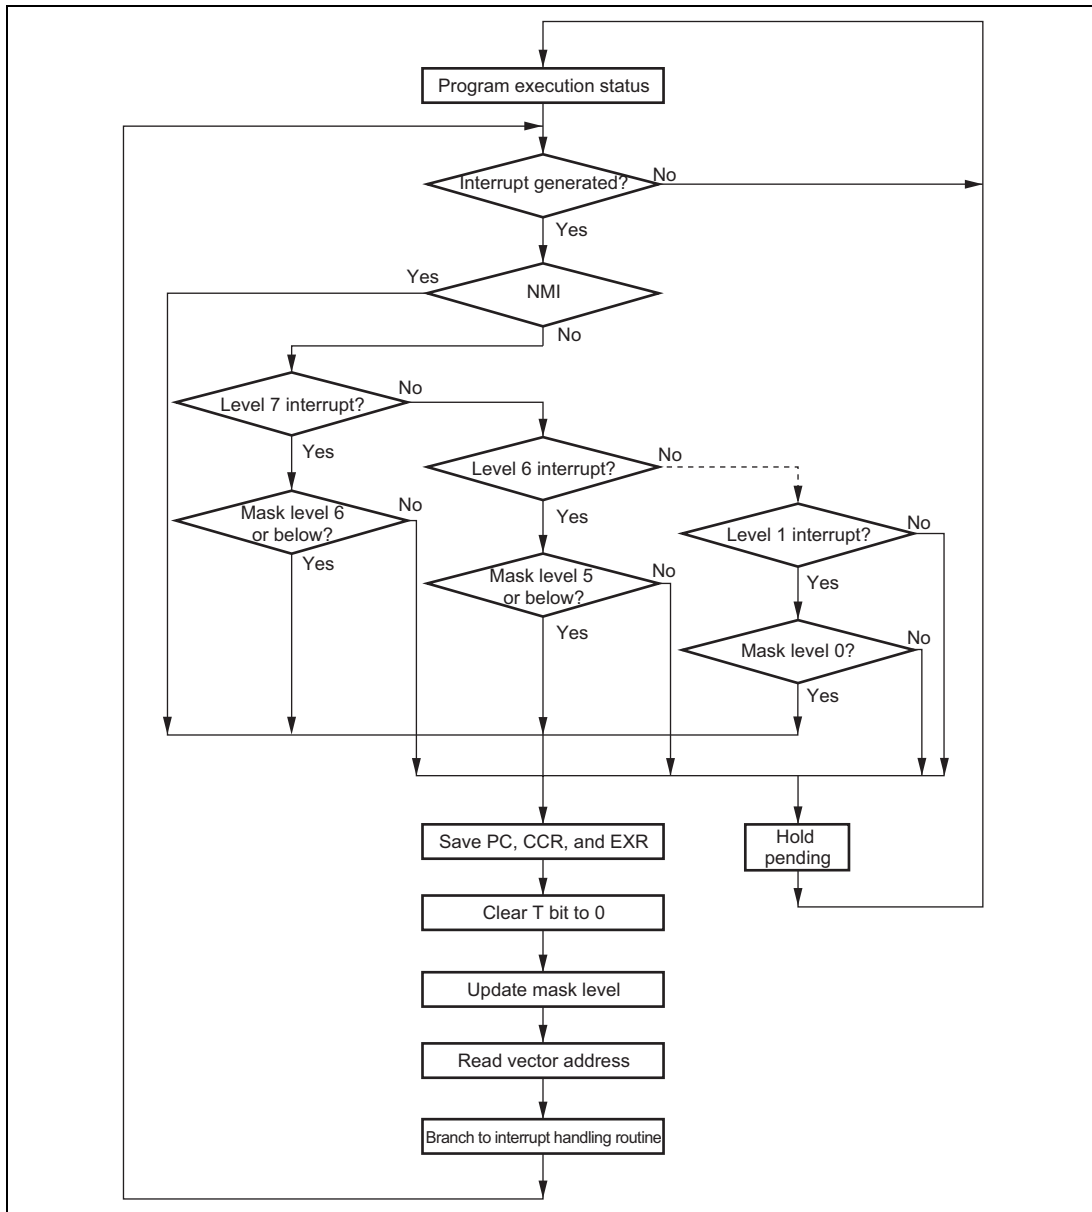 Program execution status
Interrupt generated?
No
Yes
Yes
NMI
No
Level 7 interrupt?
No
Yes
Level 6 interrupt?
No
Mask level 6
or below?
No
Yes
Yes
Level 1 interrupt?
No
Mask level 5
or below?
No
Yes
Yes
Mask level 0?
No
Yes
Save PC, CCR, and EXR
Hold
pending
Clear T bit to 0
Update mask level
Read vector address
Branch to interrupt handling routine